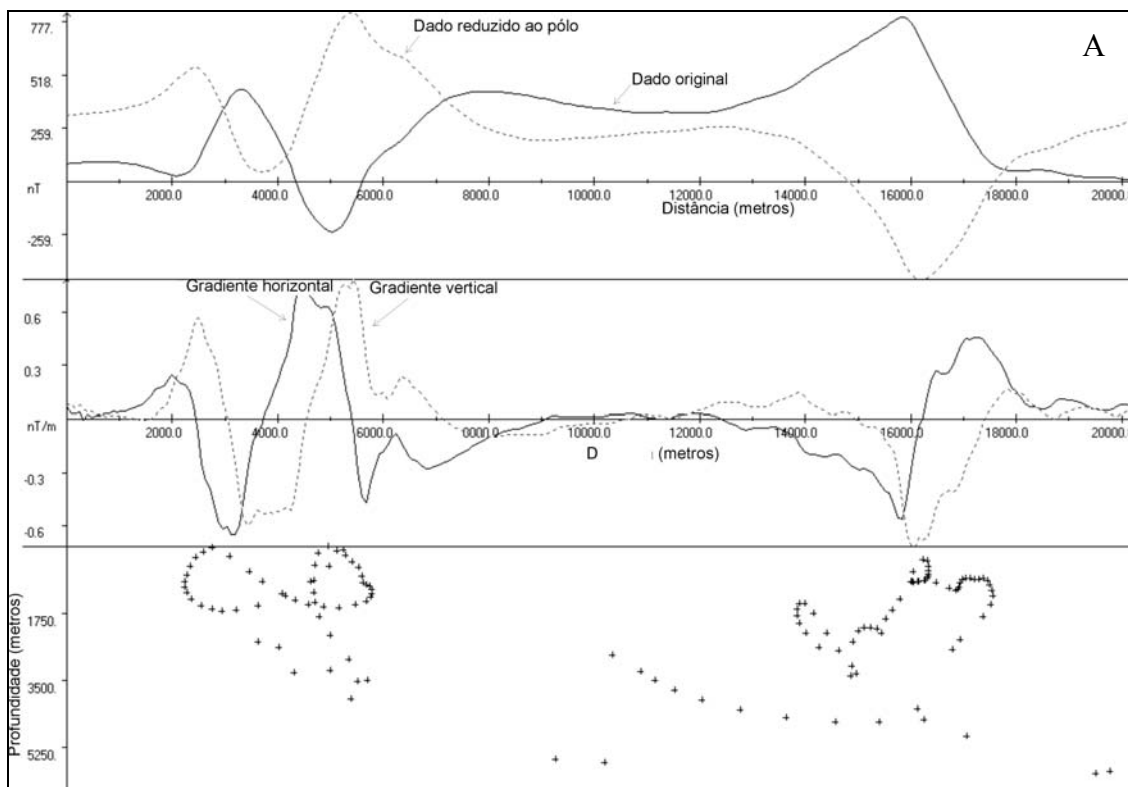 777.
Dado reduzido ao pólo
A
518.
Dado original
259.
nT
2000.0 4000.0 6000.0 8000.0 10000.0 12000.0 14000.0 16000.0 18000.0 20000.0
Distância (metros)
-259.
Gradiente horizontal
Gradiente vertical
0.6
0.3
nT/m
2000.0 4000.0 6000.0 8000.0 10000.0 12000.0 14000.0 16000.0 18000.0 20000.0
D (metros)
-0.3
-0.6
Profundidade (metros)
1750.
3500.
5250.